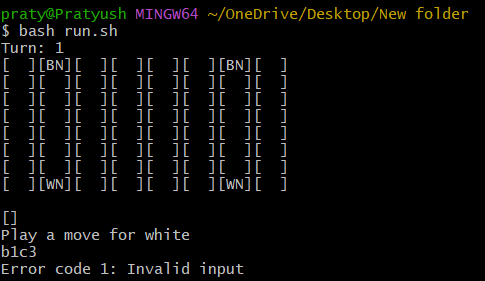 praty@Pratyush MINGW64 ~/OneDrive/Desktop/New folder
$ bash run.sh
Turn: 1
[  ][BN][  ][  ][  ][  ][BN][  ]
[  ][  ][  ][  ][  ][  ][  ][  ]
[  ][  ][  ][  ][  ][  ][  ][  ]
[  ][  ][  ][  ][  ][  ][  ][  ]
[  ][  ][  ][  ][  ][  ][  ][  ]
[  ][  ][  ][  ][  ][  ][  ][  ]
[  ][  ][  ][  ][  ][  ][  ][  ]
[  ][WN][  ][  ][  ][  ][WN][  ]
[]
Play a move for white
b1c3
Error code 1: Invalid input